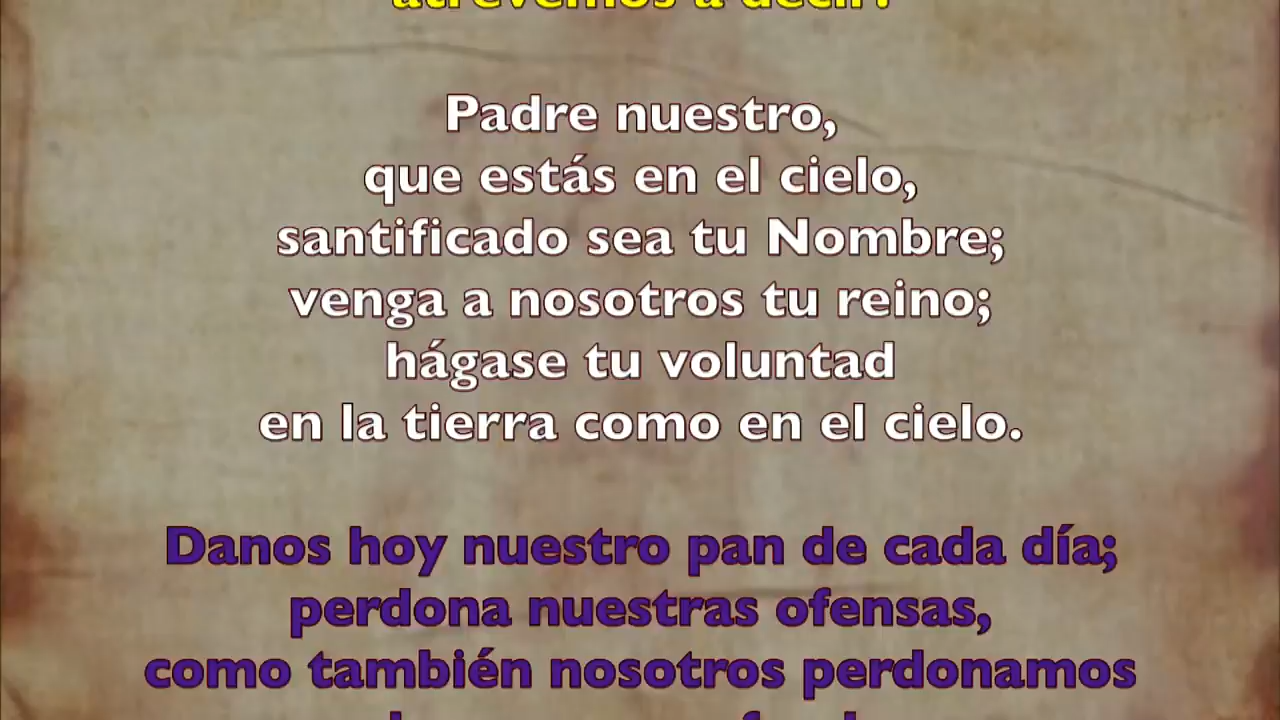 atrevemos a decir:
Padre nuestro,
que estás en el cielo,
santificado sea tu Nombre;
venga a nosotros tu reino;
hágase tu voluntad
en la tierra como en el cielo.
Danos hoy nuestro pan de cada día;
perdona nuestras ofensas,
como también nosotros perdonamos